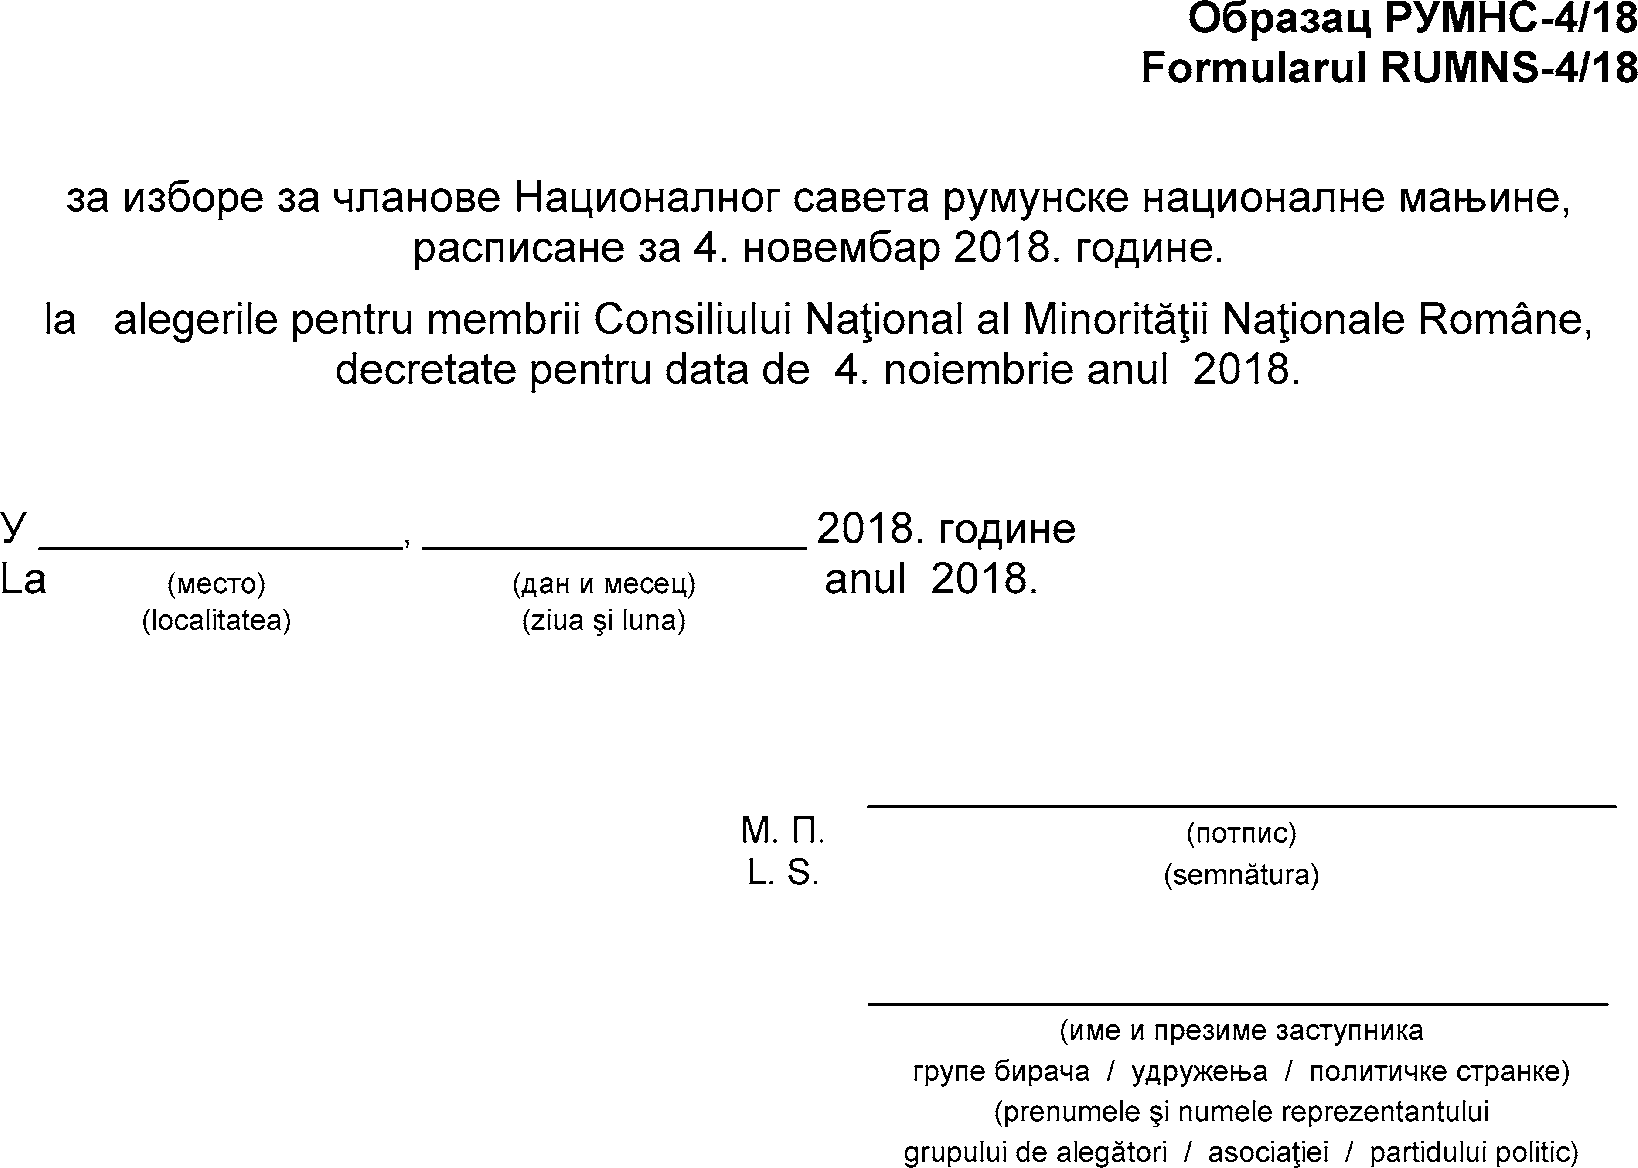 Образац РУМНС-4/18
Formularul RUMNS-4/18
за изборе за чланове Националног савета румунске националне мањине,
расписане за 4. новембар 2018. године.
la alegerile pentru membrii Consiliului Naţional al Minorităţii Naţionale Române,
decretate pentru data de 4. noiembrie anul 2018.
У _________________, __________________ 2018. године
La (место) (дан и месец) anul 2018.
(localitatea) (ziua şi luna)
М. П. (потпис)
L. S. (semnătura)
(име и презиме заступника
групе бирача / удружења / политичке странке)
(prenumele şi numele reprezentantului
grupului de alegători / asociaţiei / partidului politic)